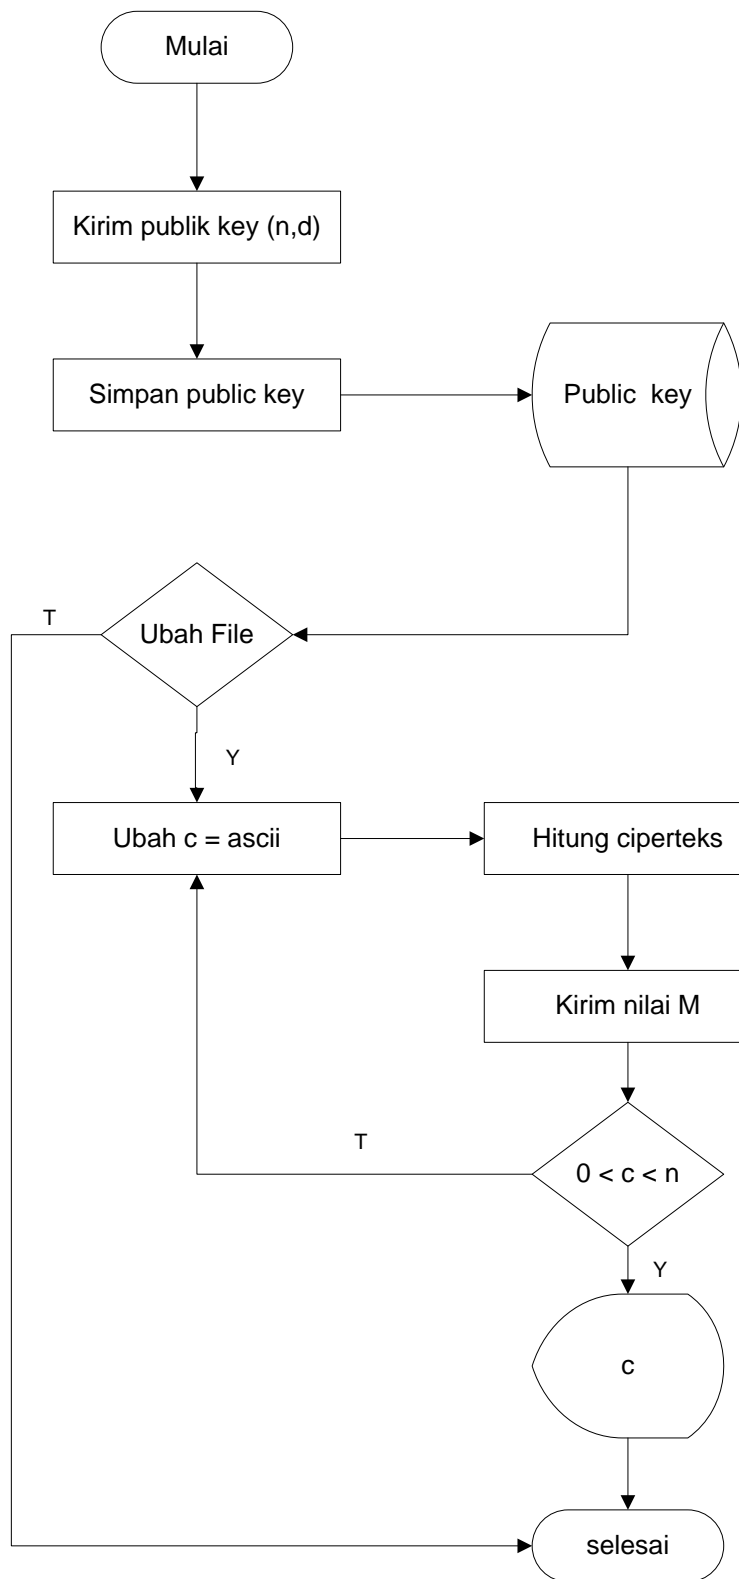 Mulai
Kirim publik key (n,d)
Simpan public key
Public  key
T
Ubah File
Y
Ubah c = ascii
Hitung ciperteks
Kirim nilai M
T
0 < c < n
Y
c
selesai